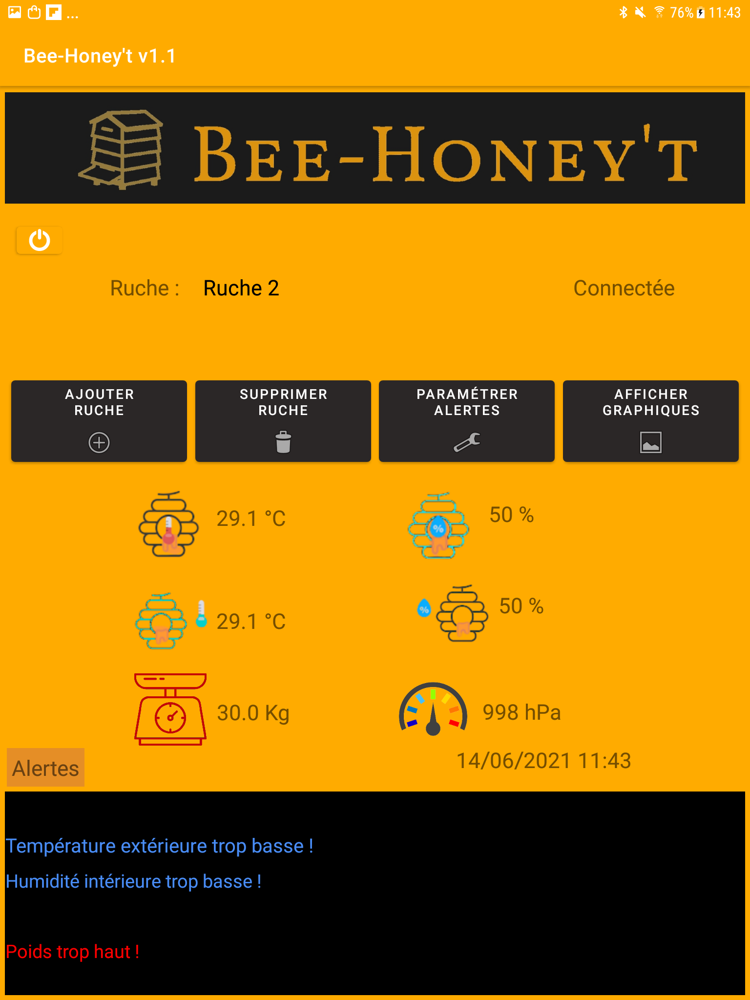 ... 76% 11:43
Bee-Honey't v1.1
BEE-HONEY'T
Ruche : Ruche 2 Connectée
AJOUTER
RUCHE
SUPPRIMER
RUCHE
PARAMÉTRER
ALERTES
AFFICHER
GRAPHIQUES
29.1 °C
% 50 %
29.1 °C
% 50 %
30.0 Kg
998 hPa
Alertes
14/06/2021 11:43
Température extérieure trop basse !
Humidité intérieure trop basse !
Poids trop haut !